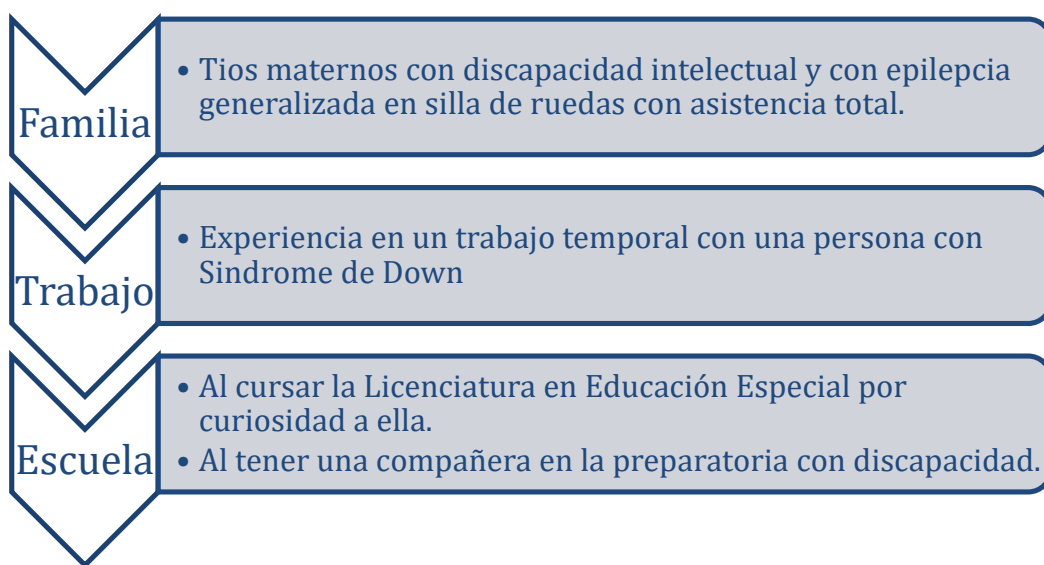 Familia
• Tios maternos con discapacidad intelectual y con epilepcia
generalizada en silla de ruedas con asistencia total.
Trabajo
• Experiencia en un trabajo temporal con una persona con
Sindrome de Down
Escuela
• Al cursar la Licenciatura en Educación Especial por
curiosidad a ella.
• Al tener una compañera en la preparatoria con discapacidad.